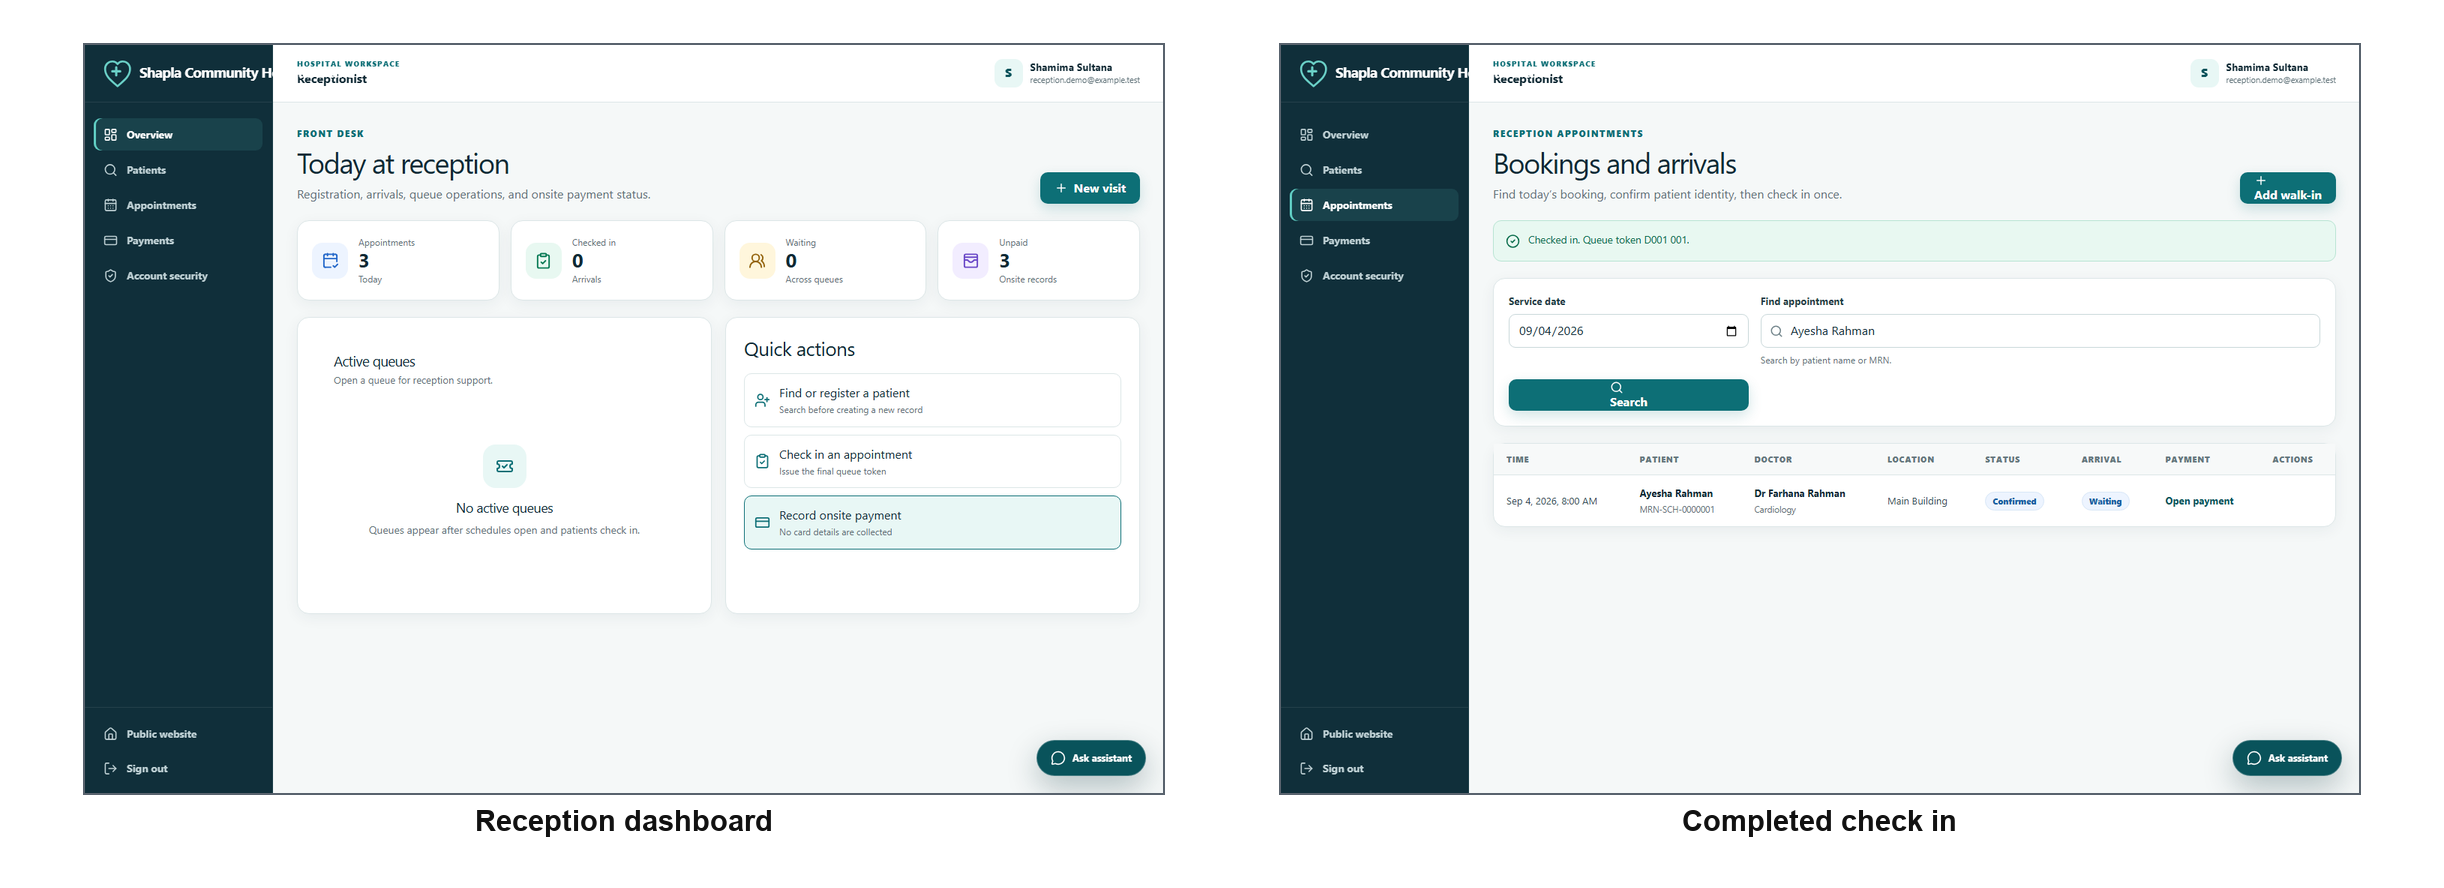 Shapla Community H
HOSPITAL WORKSPACE
Receptionist
S
Shamima Sultana
reception.demo@example.test
Overview
Patients
Appointments
Payments
Account security
Public website
Sign out
FRONT DESK
Today at reception
Registration, arrivals, queue operations, and onsite payment status.
+ New visit
Appointments
3
Today
Checked in
0
Arrivals
Waiting
0
Across queues
Unpaid
3
Onsite records
Active queues
Open a queue for reception support.
No active queues
Queues appear after schedules open and patients check in.
Quick actions
Find or register a patient
Search before creating a new record
Check in an appointment
Issue the final queue token
Record onsite payment
No card details are collected
Ask assistant
Reception dashboard
Shapla Community H
HOSPITAL WORKSPACE
Receptionist
S
Shamima Sultana
reception.demo@example.test
Overview
Patients
Appointments
Payments
Account security
Public website
Sign out
RECEPTION APPOINTMENTS
Bookings and arrivals
Find today's booking, confirm patient identity, then check in once.
+
Add walk-in
Checked in. Queue token D001 001.
Service date
09/04/2026
Find appointment
Ayesha Rahman
Search by patient name or MRN.
Search
TIME PATIENT DOCTOR LOCATION STATUS ARRIVAL PAYMENT ACTIONS
Sep 4, 2026, 8:00 AM Ayesha Rahman Dr Farhana Rahman Main Building Confirmed Waiting Open payment
MRN-SCH-0000001 Cardiology
Ask assistant
Completed check in